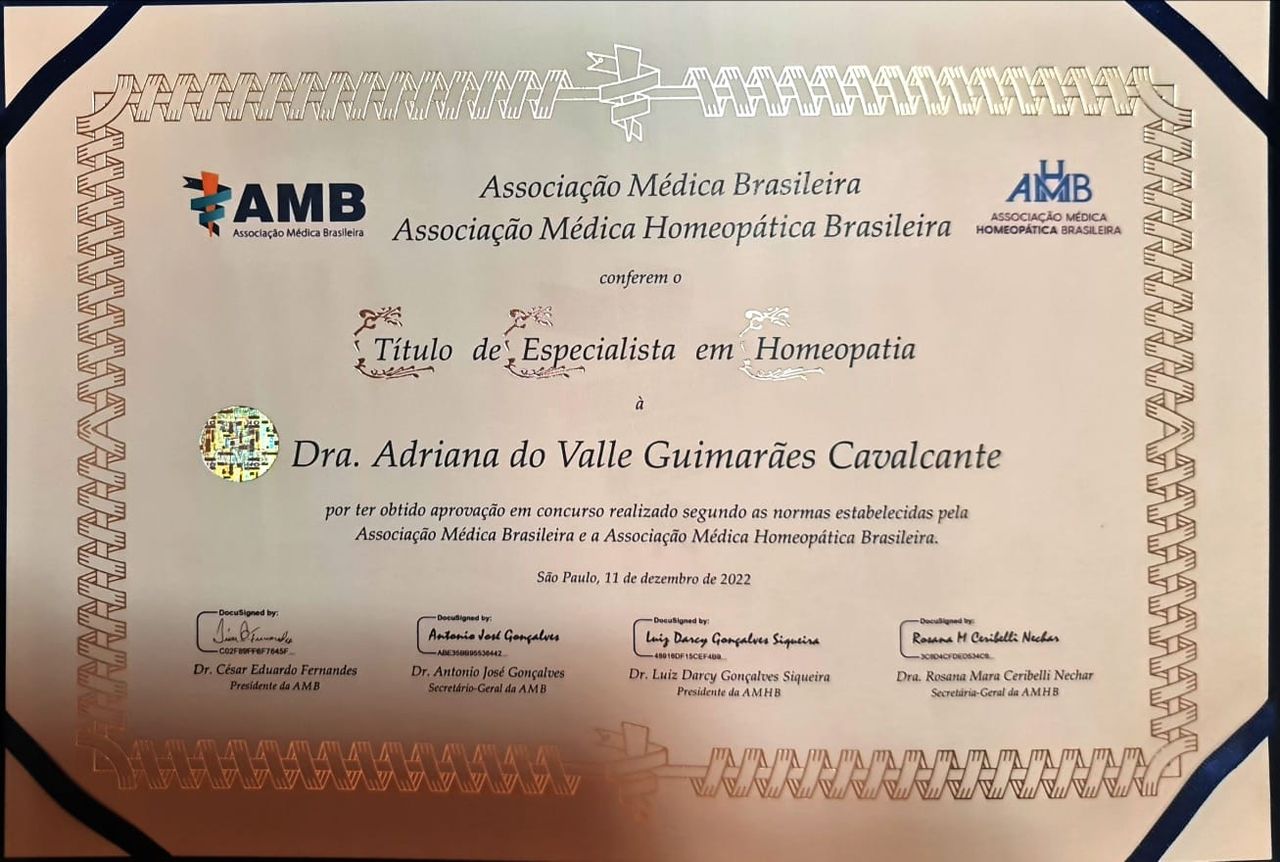 AMB
Associação Médica Brasileira
Associação Médica Brasileira
Associação Médica Homeopática Brasileira
AMHB
ASSOCIAÇÃO MÉDICA
HOMEOPÁTICA BRASILEIRA
conferem o
Título de Especialista em Homeopatia
à
Dra. Adriana do Valle Guimarães Cavalcante
por ter obtido aprovação em concurso realizado segundo as normas estabelecidas pela
Associação Médica Brasileira e a Associação Médica Homeopática Brasileira.
São Paulo, 11 de dezembro de 2022
DocuSigned by:
Dr. César Eduardo Fernandes
Presidente da AMB
DocuSigned by:
Antonio José Gonçalves
Dr. Antonio José Gonçalves
Secretário-Geral da AMB
DocuSigned by:
Luiz Darcy Gonçalves Siqueira
Dr. Luiz Darcy Gonçalves Siqueira
Presidente da AMHB
DocuSigned by:
Rosana M Ceribelli Nechar
Dra. Rosana Mara Ceribelli Nechar
Secretária-Geral da AMHB